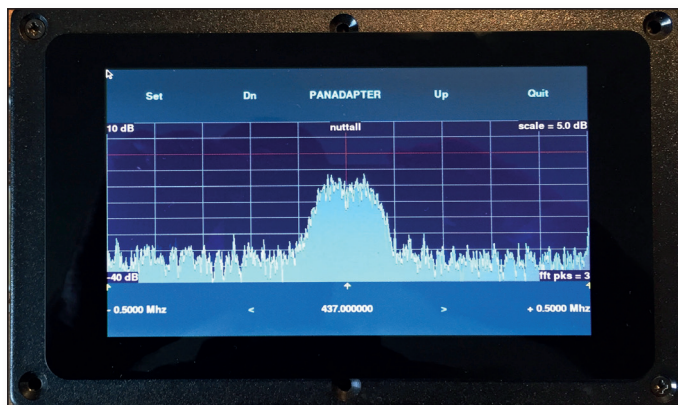 Set Dn PANADAPTER Up Quit
10 dB nuttall scale = 5.0 dB
-40 dB fft pks = 3
- 0.5000 Mhz < 437.000000 > + 0.5000 Mhz